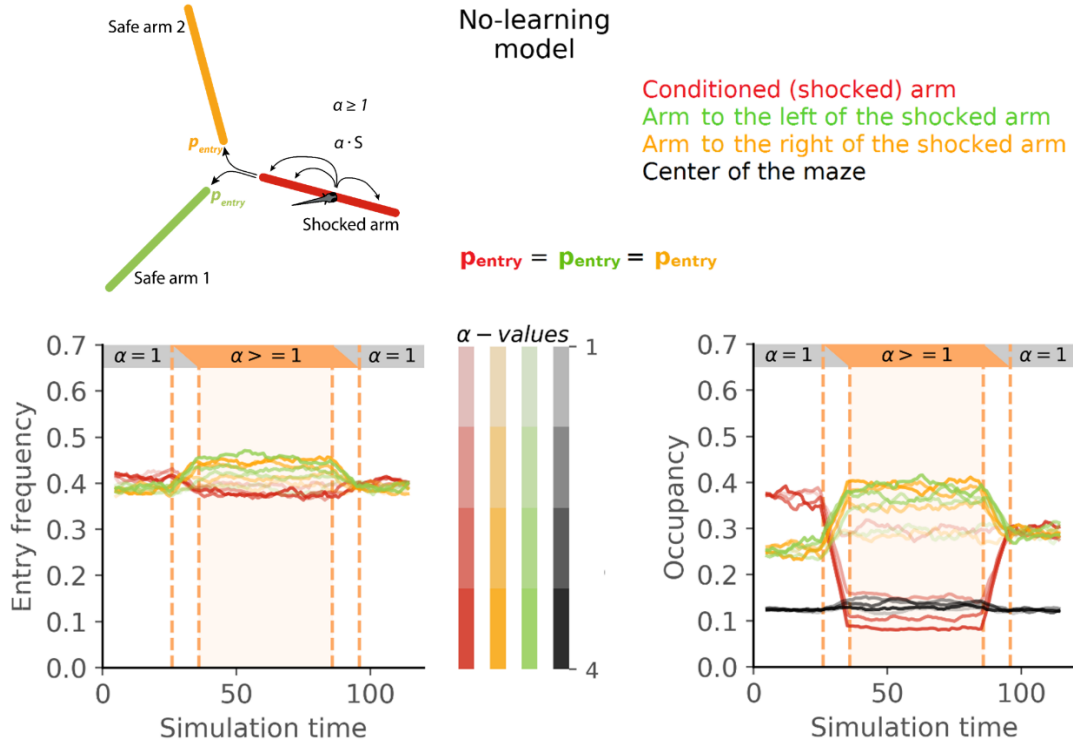 Safe arm 2
No-learning
model
α ≥ 1
α · S
Conditioned (shocked) arm
Arm to the left of the shocked arm
Arm to the right of the shocked arm
Center of the maze
p_entry
p_entry
Shocked arm
Safe arm 1
p_entry = p_entry = p_entry
α − values
1
4
0.7
0.6
0.5
0.4
0.3
0.2
0.1
0.0
Entry frequency
α = 1
α >= 1
α = 1
0
50
100
Simulation time
0.7
0.6
0.5
0.4
0.3
0.2
0.1
0.0
Occupancy
α = 1
α >= 1
α = 1
0
50
100
Simulation time